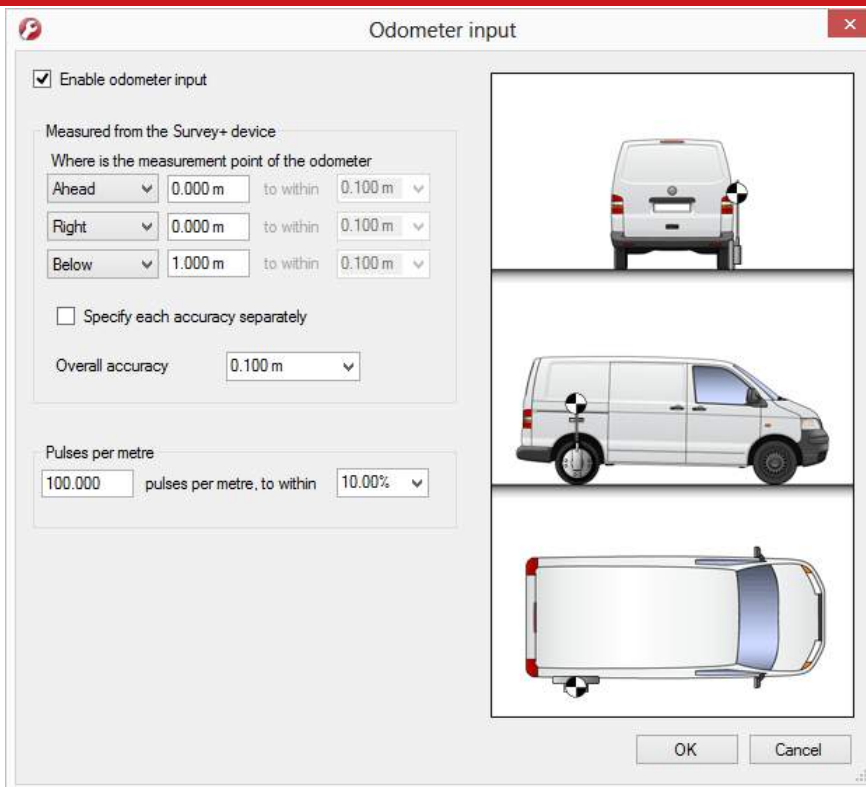 Odometer input
Enable odometer input
Measured from the Survey+ device
Where is the measurement point of the odometer
Ahead 0.000 m to within 0.100 m
Right 0.000 m to within 0.100 m
Below 1.000 m to within 0.100 m
Specify each accuracy separately
Overall accuracy 0.100 m
Pulses per metre
100.000 pulses per metre, to within 10.00%
OK Cancel